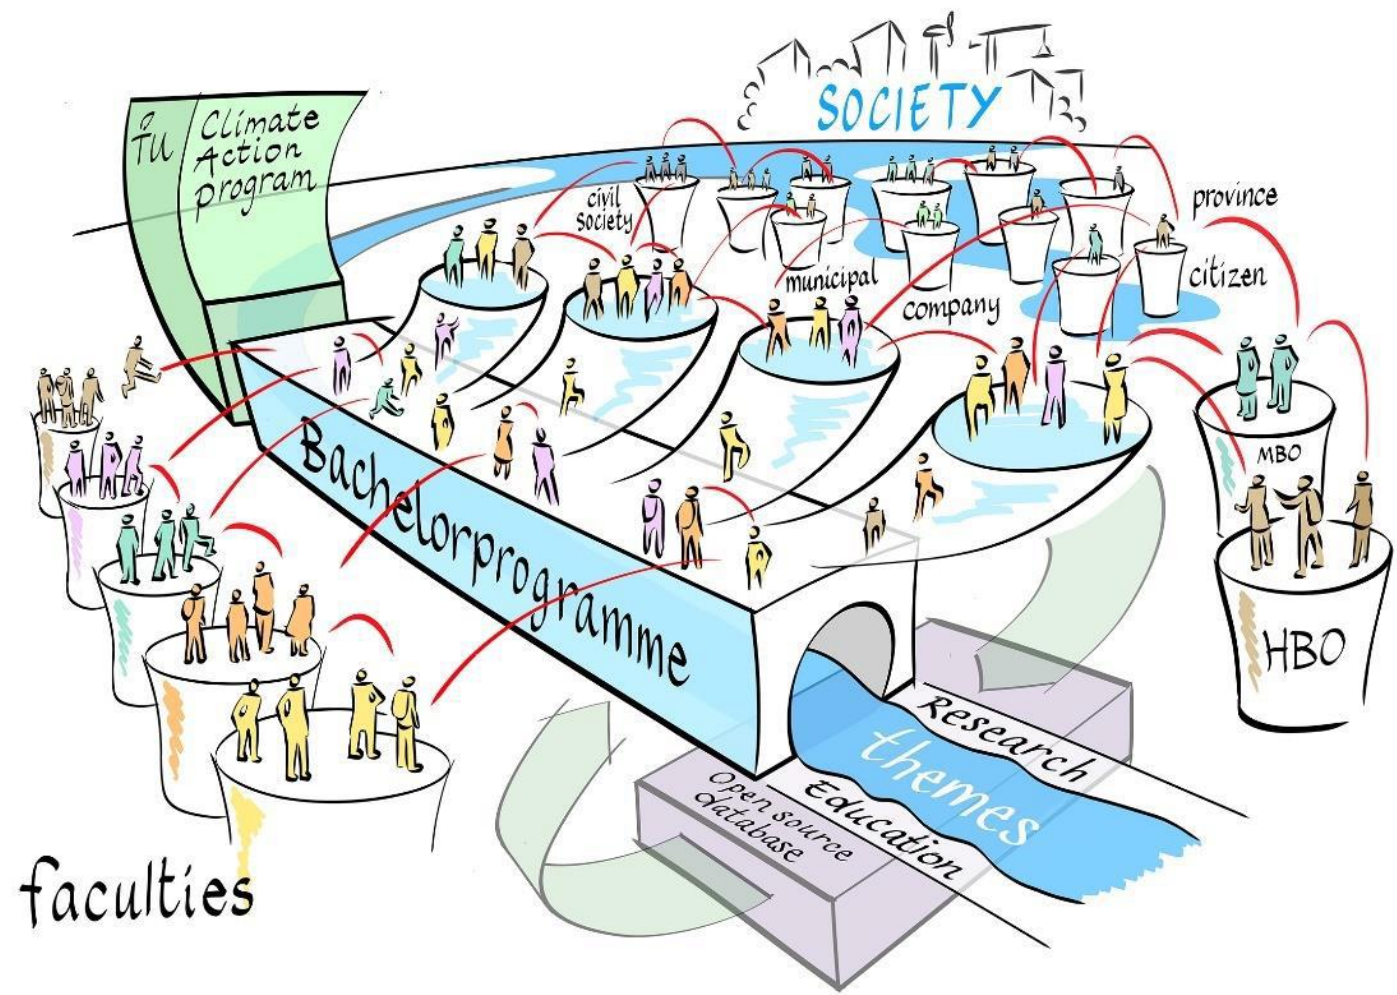 SOCIETY
TU
Climate
Action
program
civil
society
province
municipal
citizen
company
MBO
HBO
Bachelorprogramme
Research
themes
Education
Open source
database
faculties